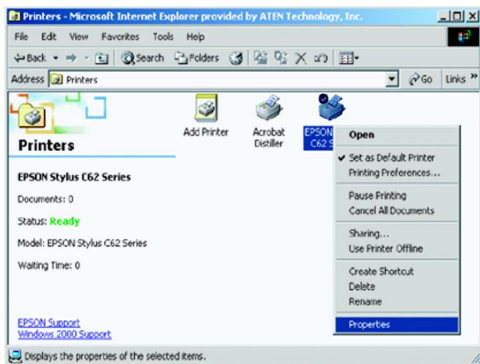 Printers - Microsoft Internet Explorer provided by ATEN Technology, Inc.
File Edit View Favorites Tools Help
Back Search Folders
Address Printers Go Links »
Add Printer
Acrobat Distiller
EPSON
C62 S
Printers
EPSON Stylus C62 Series
Documents: 0
Status: Ready
Model: EPSON Stylus C62 Series
Waiting Time: 0
EPSON Support
Windows 2000 Support
Open
Set as Default Printer
Printing Preferences...
Pause Printing
Cancel All Documents
Sharing...
Use Printer Offline
Create Shortcut
Delete
Rename
Properties
Displays the properties of the selected items.